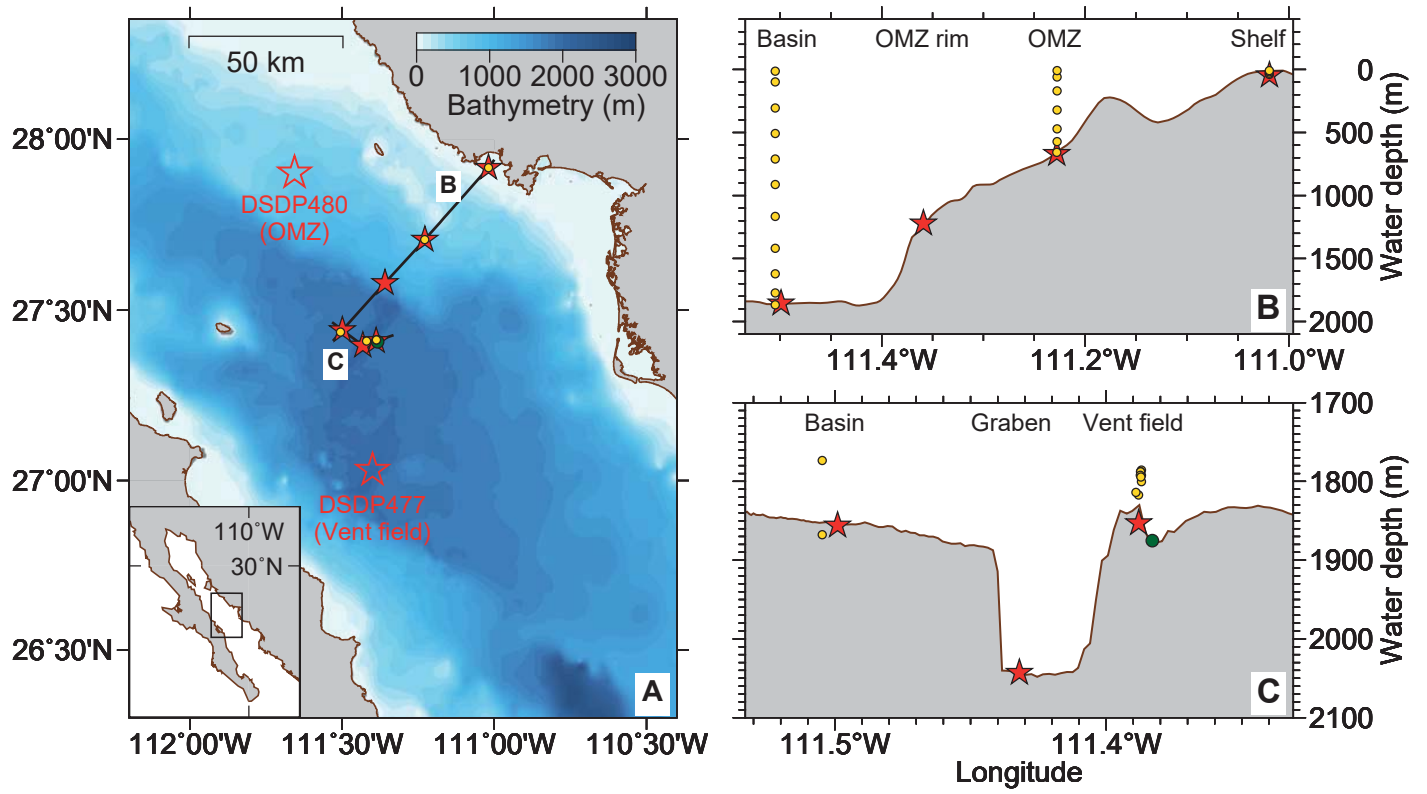 50 km
0 1000 2000 3000
Bathymetry (m)
28°00'N
27°30'N
27°00'N
26°30'N
B
DSDP480
(OMZ)
C
DSDP477
(Vent field)
110°W
30°N
A
112°00'W 111°30'W 111°00'W 110°30'W
Basin OMZ rim OMZ Shelf
0
500
1000
1500
2000
Water depth (m)
B
111.4°W 111.2°W 111.0°W
Basin Graben Vent field
1700
1800
1900
2000
2100
Water depth (m)
C
111.5°W 111.4°W
Longitude